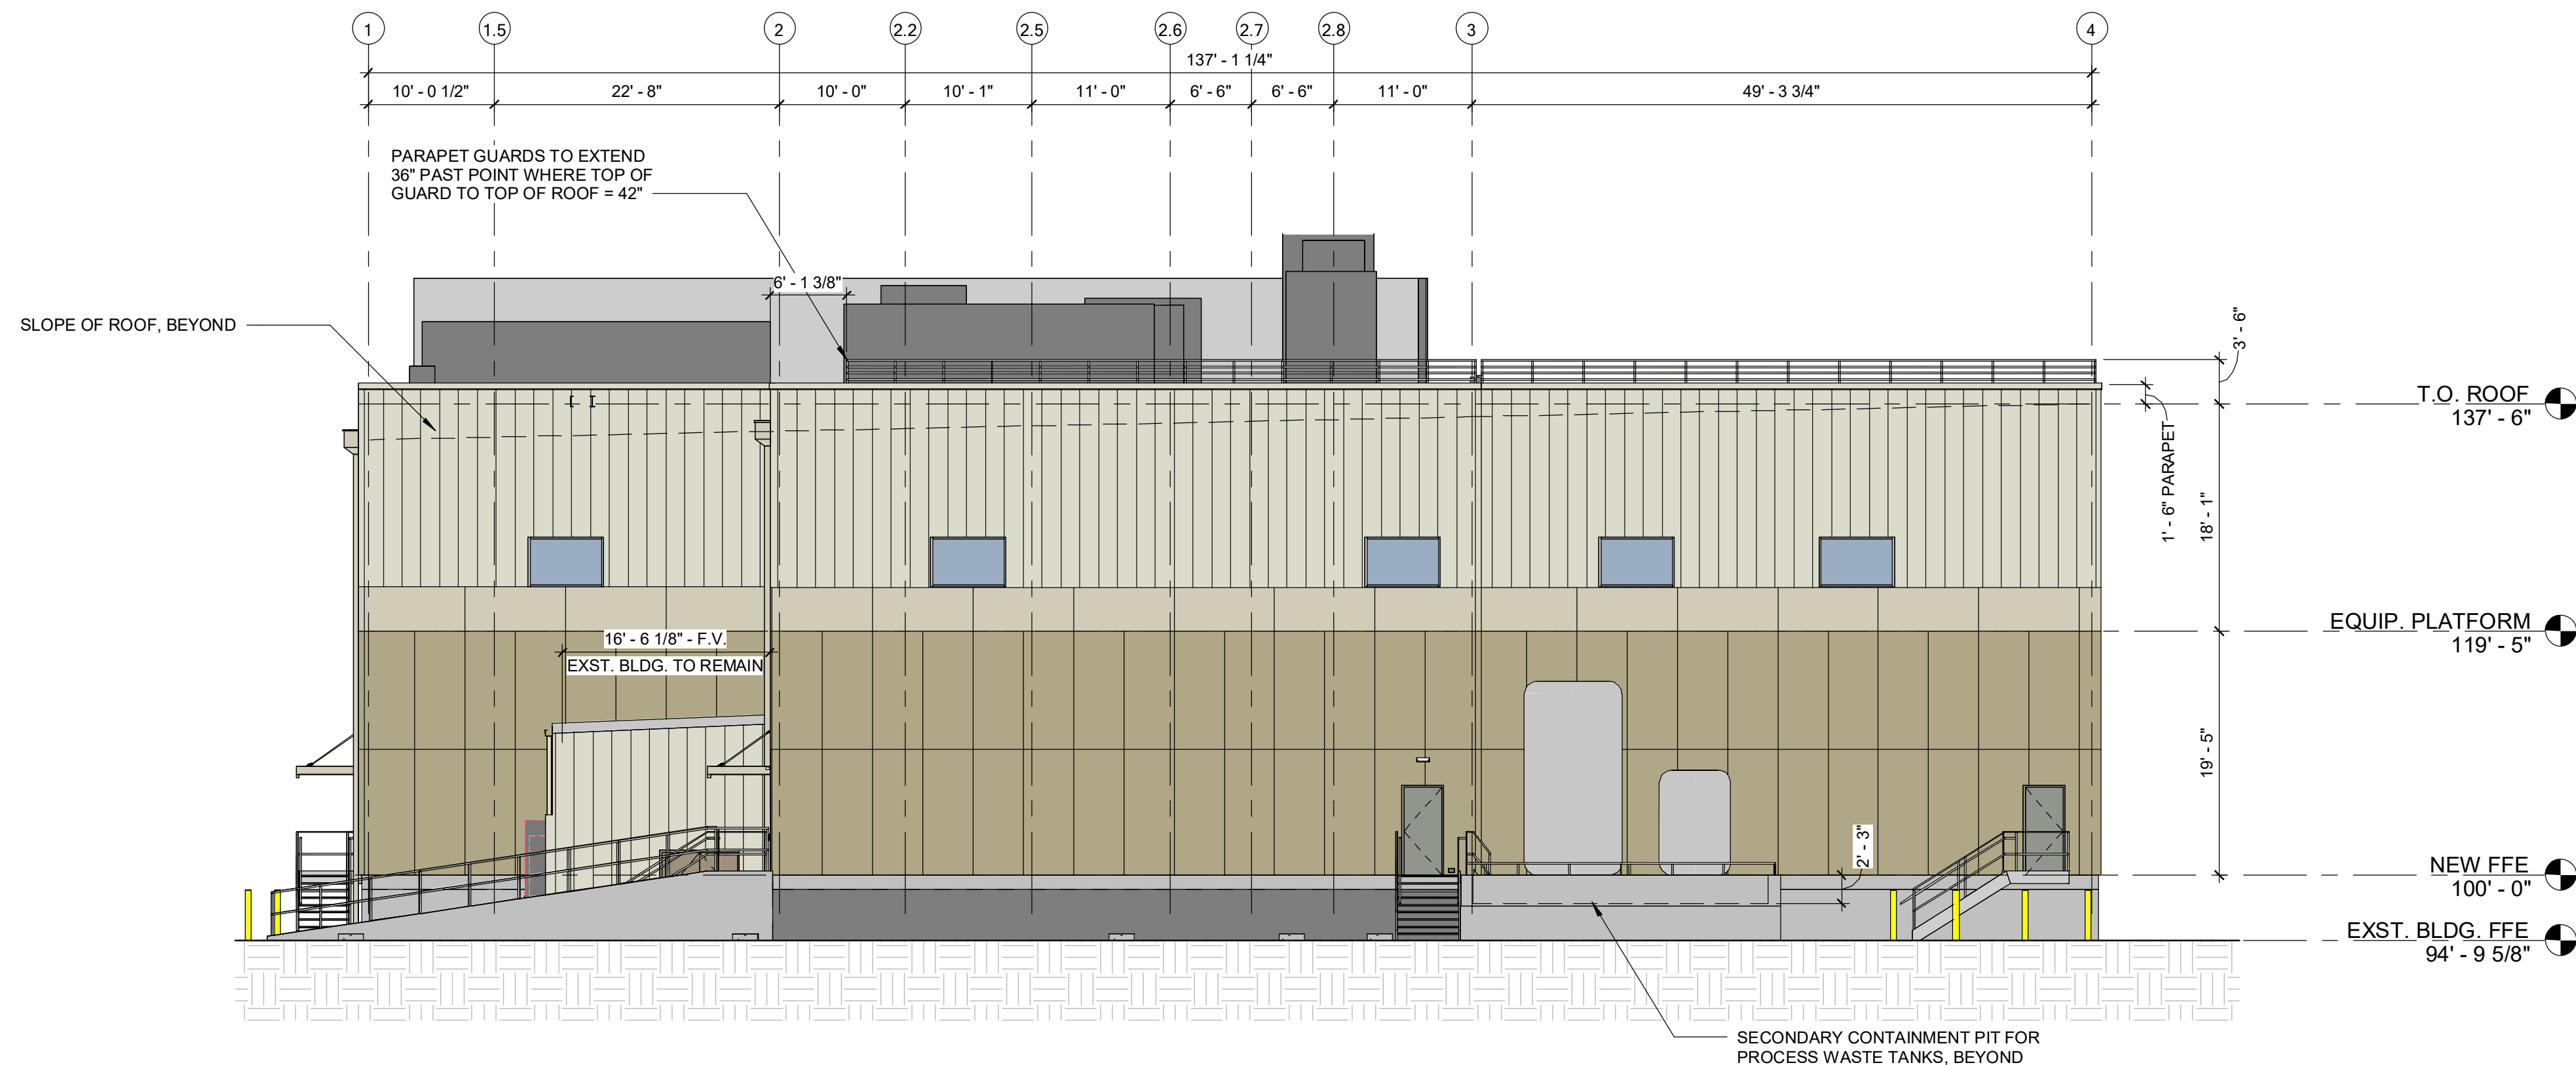 1 1.5 2 2.2 2.5 2.6 2.7 2.8 3 4
137' - 1 1/4"
10' - 0 1/2" 22' - 8" 10' - 0" 10' - 1" 11' - 0" 6' - 6" 6' - 6" 11' - 0" 49' - 3 3/4"
PARAPET GUARDS TO EXTEND
36" PAST POINT WHERE TOP OF
GUARD TO TOP OF ROOF = 42"
6' - 1 3/8"
SLOPE OF ROOF, BEYOND
3' - 6"
T.O. ROOF
137' - 6"
1' - 6" PARAPET
18' - 1"
EQUIP. PLATFORM
119' - 5"
16' - 6 1/8" - F.V.
EXST. BLDG. TO REMAIN
19' - 5"
2' - 3"
NEW FFE
100' - 0"
EXST. BLDG. FFE
94' - 9 5/8"
SECONDARY CONTAINMENT PIT FOR
PROCESS WASTE TANKS, BEYOND